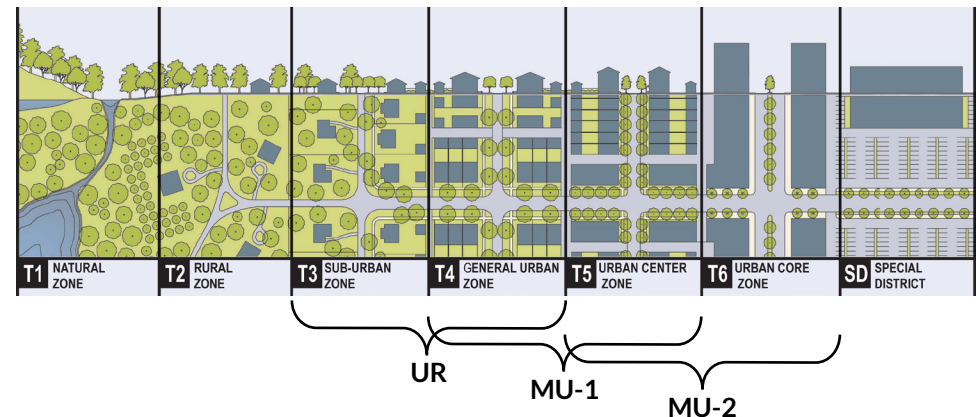 T1 NATURAL
ZONE
T2 RURAL
ZONE
T3 SUB-URBAN
ZONE
T4 GENERAL URBAN
ZONE
T5 URBAN CENTER
ZONE
T6 URBAN CORE
ZONE
SD SPECIAL
DISTRICT
UR
MU-1
MU-2